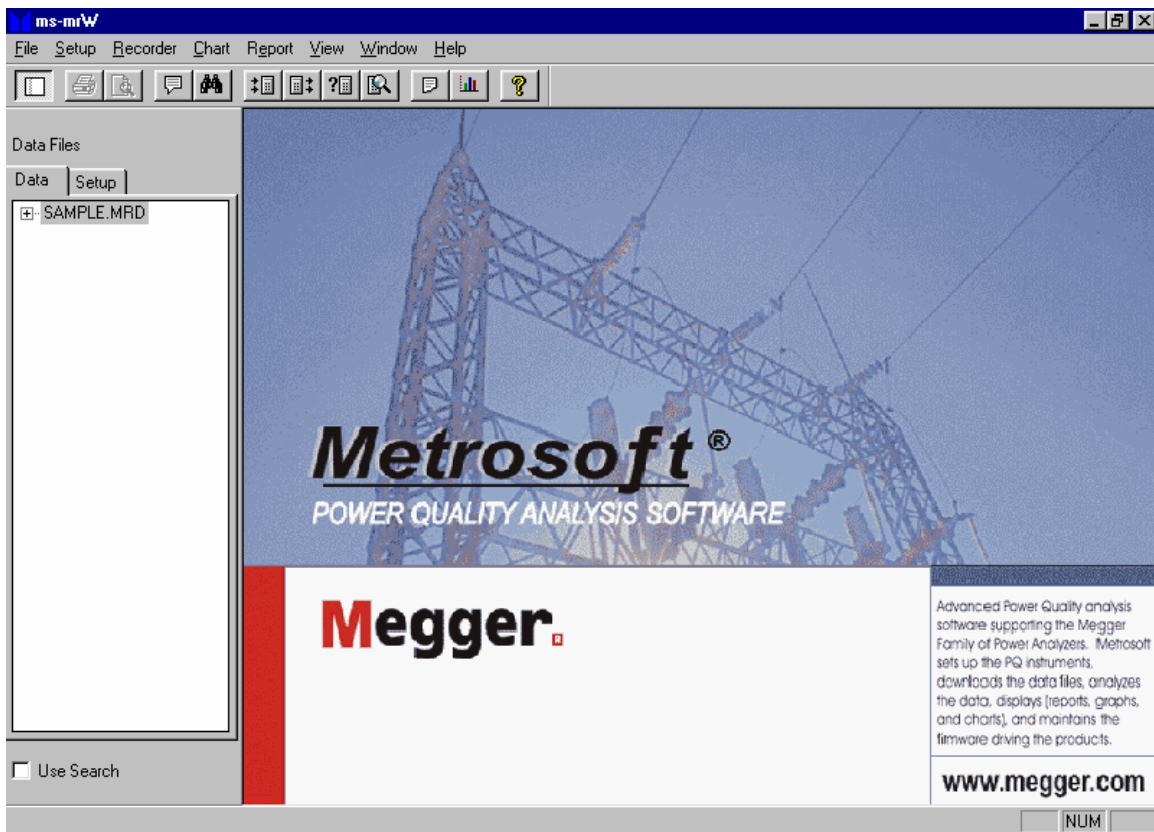 ms-mrW
File Setup Recorder Chart Report View Window Help
Data Files
Data Setup
SAMPLE.MRD
Use Search
Metrosoft ®
POWER QUALITY ANALYSIS SOFTWARE
Megger®
Advanced Power Quality analysis
software supporting the Megger
Family of Power Analyzers. Metrosoft
sets up the PQ instruments,
downloads the data files, analyzes
the data, displays (reports, graphs,
and charts), and maintains the
firmware driving the products.
www.megger.com
NUM